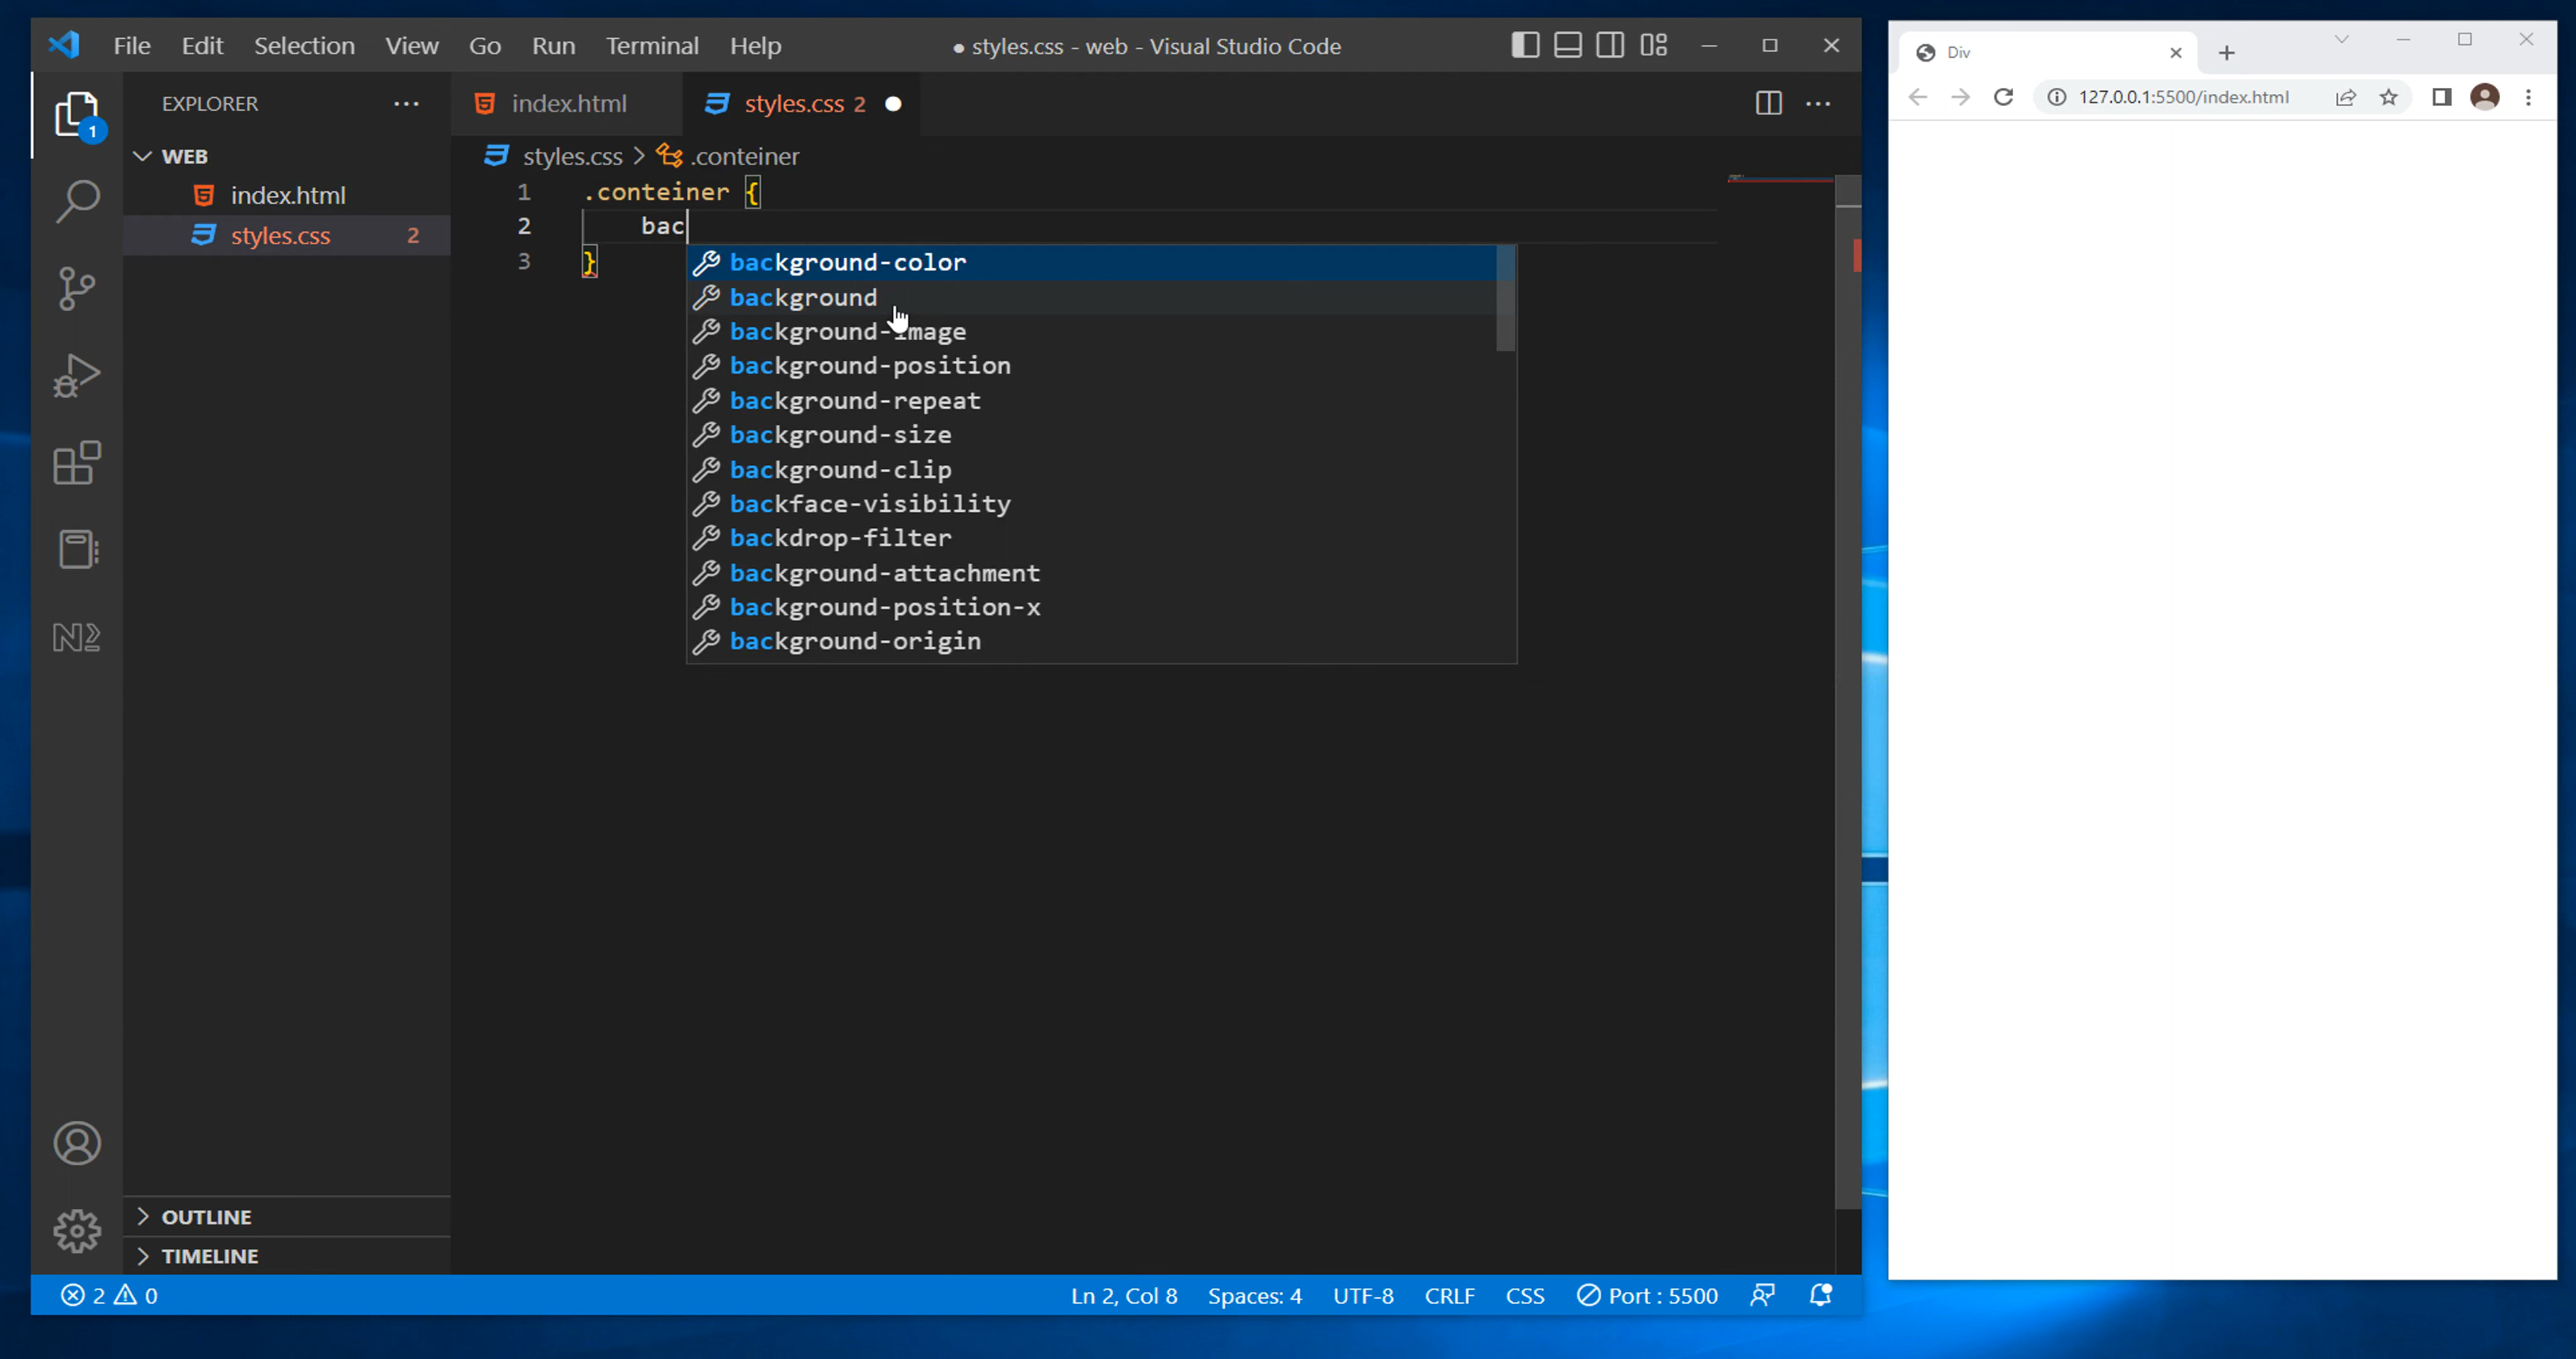 File Edit Selection View Go Run Terminal Help
● styles.css - web - Visual Studio Code
EXPLORER
1
WEB
index.html
styles.css 2
OUTLINE
TIMELINE
index.html
styles.css 2
styles.css > .conteiner
1 .conteiner {
2 bac
3 }
background-color
background
background-image
background-position
background-repeat
background-size
background-clip
backface-visibility
backdrop-filter
background-attachment
background-position-x
background-origin
2 0
Ln 2, Col 8 Spaces: 4 UTF-8 CRLF CSS Port : 5500
Div
127.0.0.1:5500/index.html